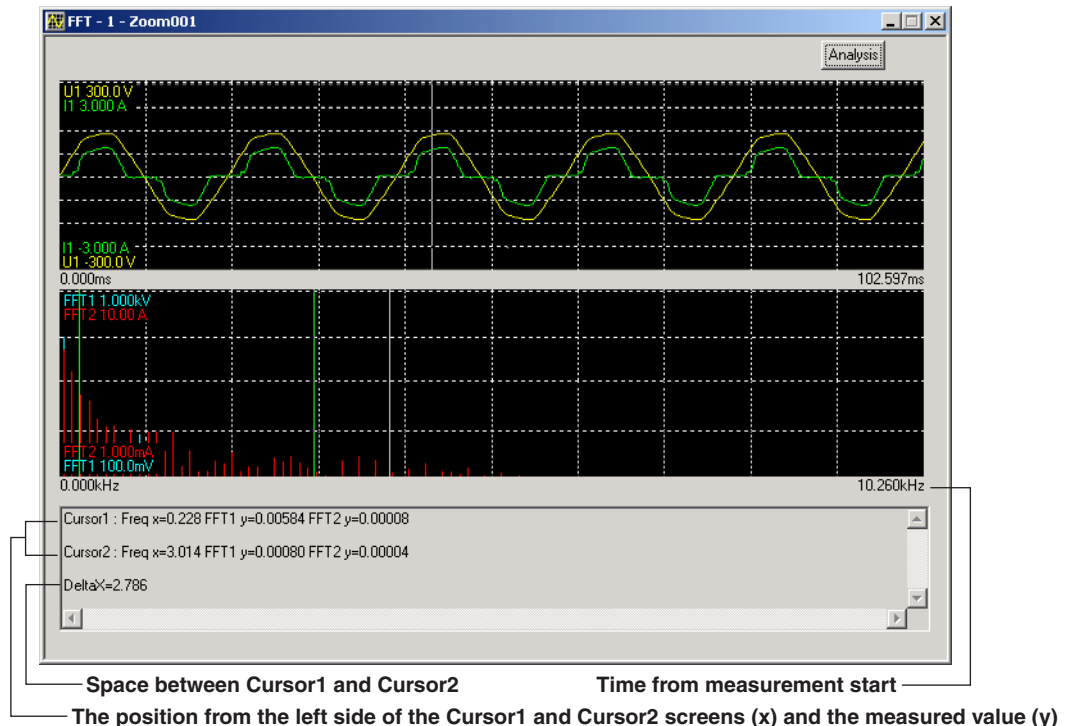 FFT - 1 - Zoom001
Analysis
U1 300.0 V
I1 3.000 A
I1 -3.000 A
U1 -300.0 V
0.000ms 102.597ms
FFT1 1.000kV
FFT2 10.00 A
FFT2 1.000mA
FFT1 100.0mV
0.000kHz 10.260kHz
Cursor1 : Freq x=0.228 FFT1 y=0.00584 FFT2 y=0.00008
Cursor2 : Freq x=3.014 FFT1 y=0.00080 FFT2 y=0.00004
DeltaX=2.786
Space between Cursor1 and Cursor2 Time from measurement start
The position from the left side of the Cursor1 and Cursor2 screens (x) and the measured value (y)